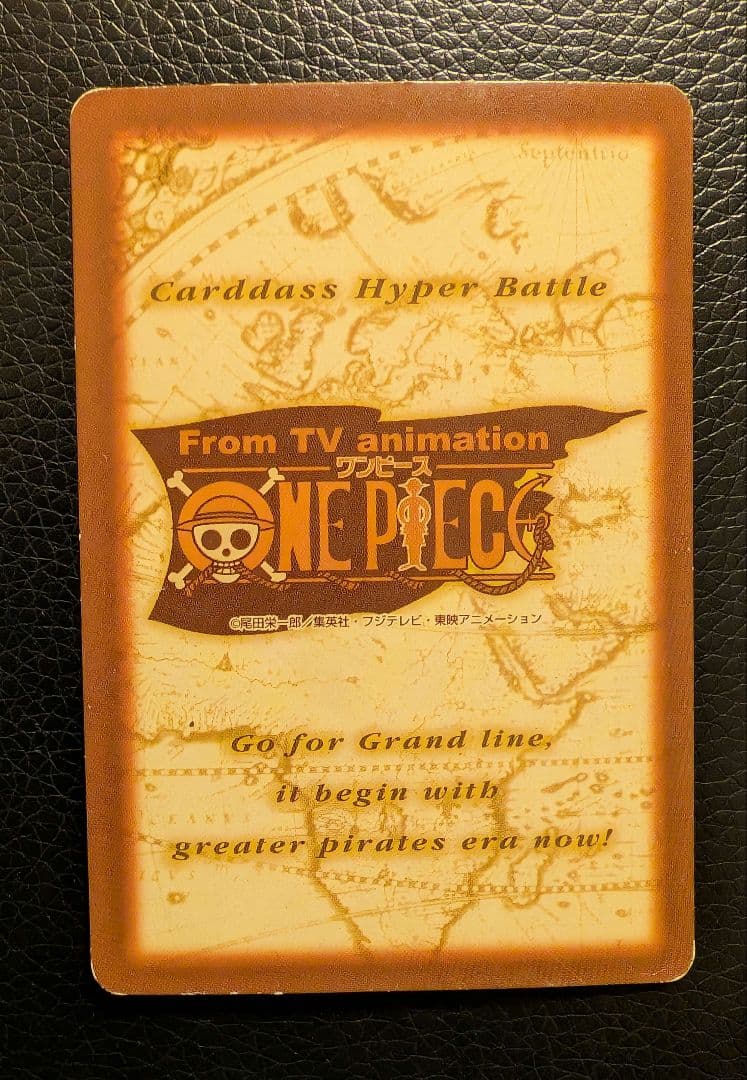 Septentrio
Carddass Hyper Battle
From TV animation
ワンピース
ONE PIECE
©尾田栄一郎／集英社・フジテレビ・東映アニメーション
Go for Grand line,
it begin with
greater pirates era now!